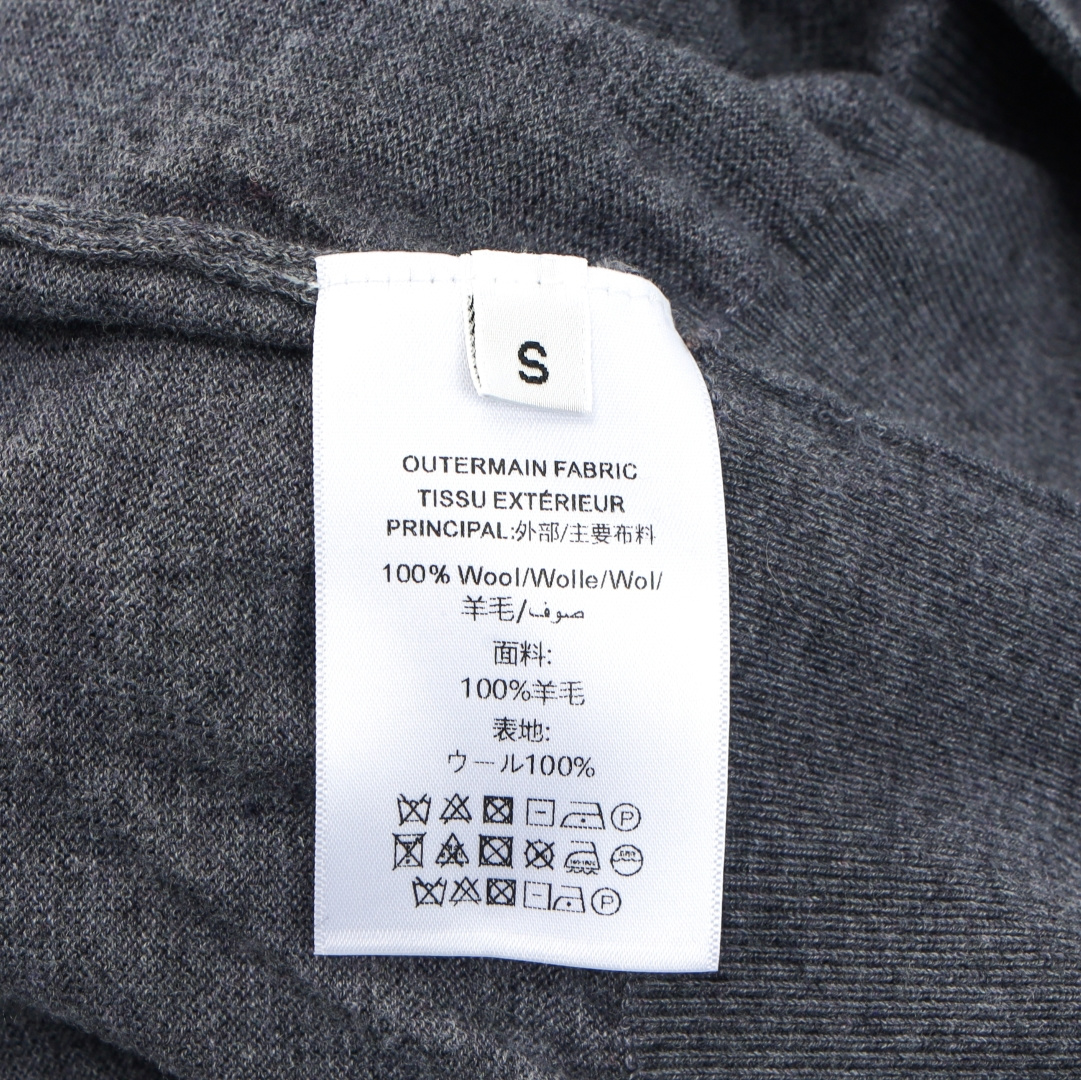 S
OUTERMAIN FABRIC
TISSU EXTÉRIEUR
PRINCIPAL:外部/主要布料
100% Wool/Wolle/Wol/
羊毛/صوف
面料:
100%羊毛
表地:
ウール100%
P
P